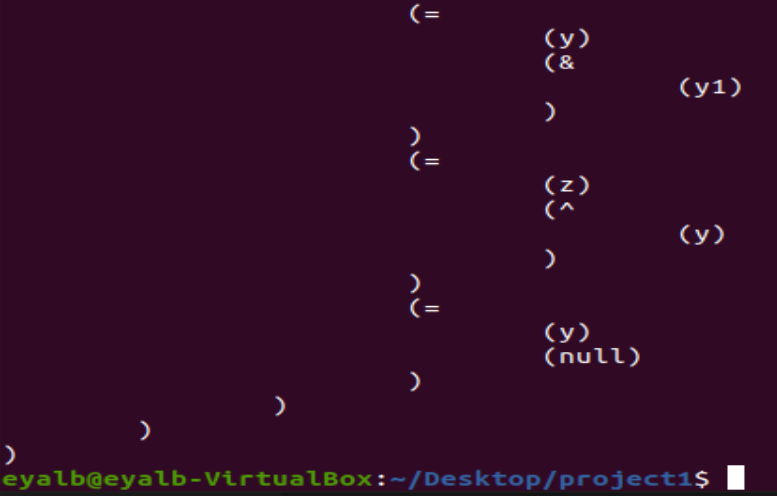 (=
(y)
(&
(y1)
)
)
(=
(z)
(^
(y)
)
)
(=
(y)
(null)
)
)
)
)
eyalb@eyalb-VirtualBox:~/Desktop/project1$